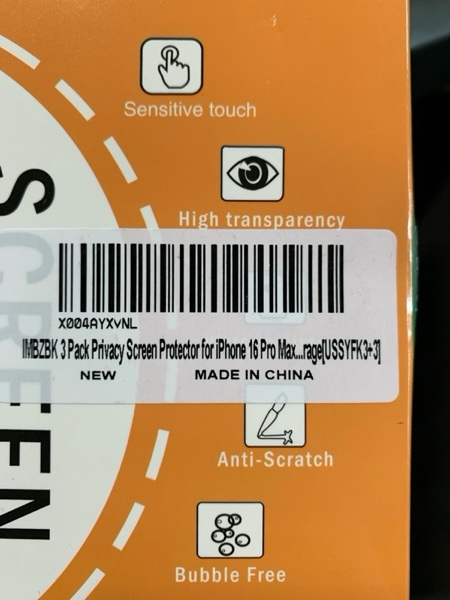 Sensitive touch
High transparency
SCREEN
X004AYXVNL
IMBZBK 3 Pack Privacy Screen Protector for iPhone 16 Pro Max...rage[USSYFK3+3]
NEW MADE IN CHINA
Anti-Scratch
Bubble Free